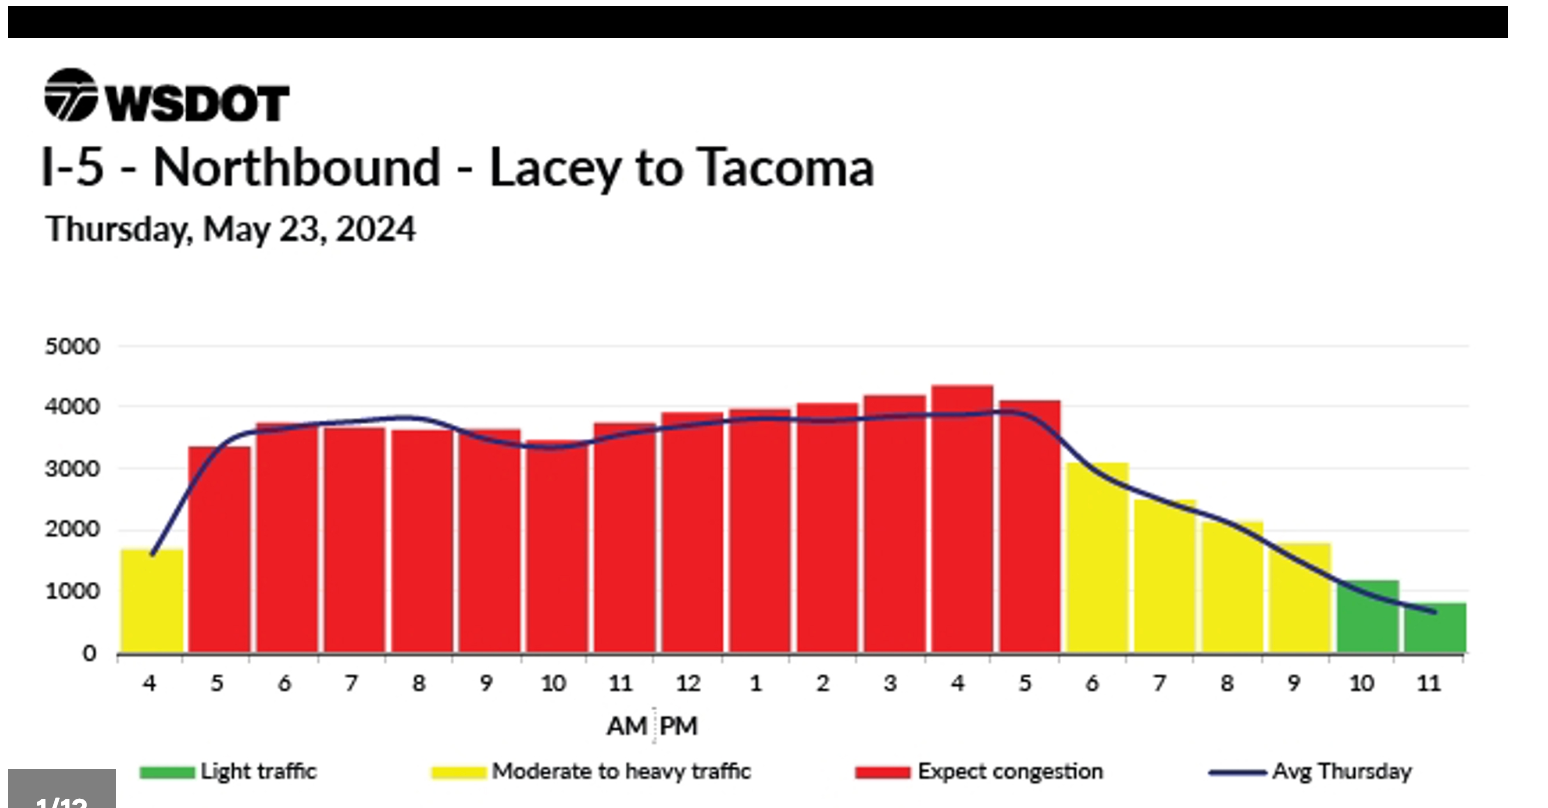 WSDOT
I-5 - Northbound - Lacey to Tacoma
Thursday, May 23, 2024
5000
4000
3000
2000
1000
0
4 5 6 7 8 9 10 11 12 1 2 3 4 5 6 7 8 9 10 11
AM PM
Light traffic Moderate to heavy traffic Expect congestion Avg Thursday
1/13